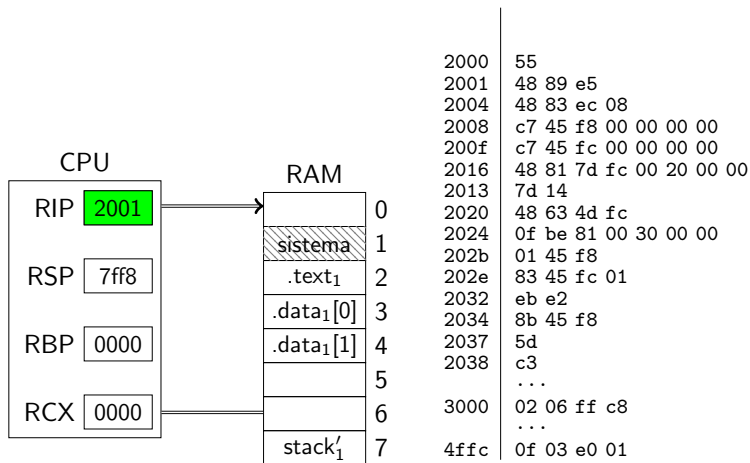 CPU
RIP 2001
RSP 7ff8
RBP 0000
RCX 0000
RAM
0
sistema 1
.text₁ 2
.data₁[0] 3
.data₁[1] 4
5
6
stack′₁ 7
2000 55
2001 48 89 e5
2004 48 83 ec 08
2008 c7 45 f8 00 00 00 00
200f c7 45 fc 00 00 00 00
2016 48 81 7d fc 00 20 00 00
2013 7d 14
2020 48 63 4d fc
2024 0f be 81 00 30 00 00
202b 01 45 f8
202e 83 45 fc 01
2032 eb e2
2034 8b 45 f8
2037 5d
2038 c3
...
3000 02 06 ff c8
...
4ffc 0f 03 e0 01